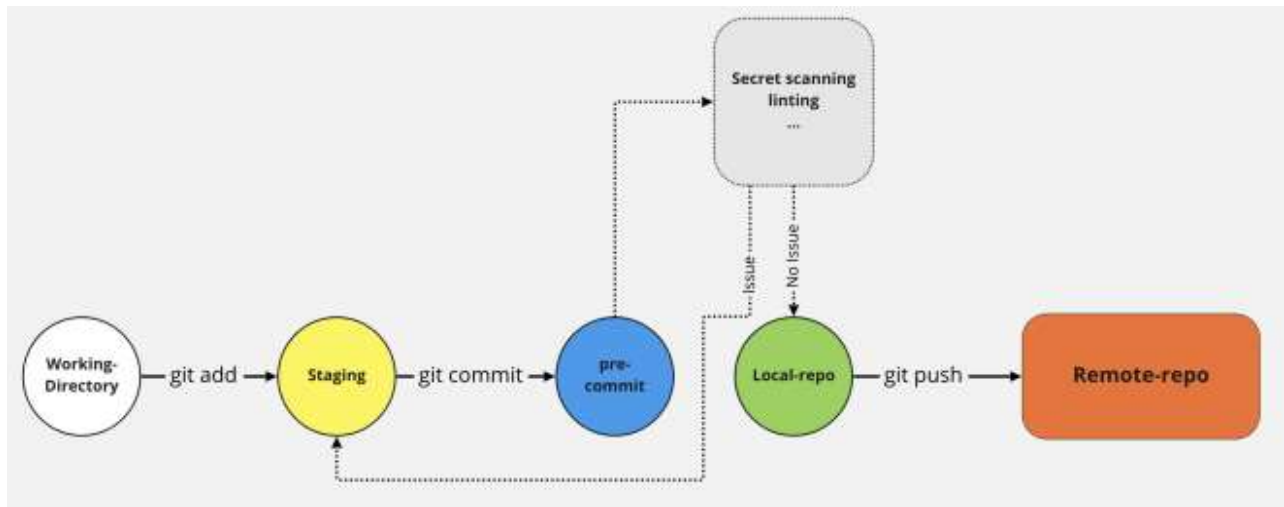 Secret scanning
linting
...
Issue
No Issue
Working-
Directory
git add
Staging
git commit
pre-
commit
Local-repo
git push
Remote-repo